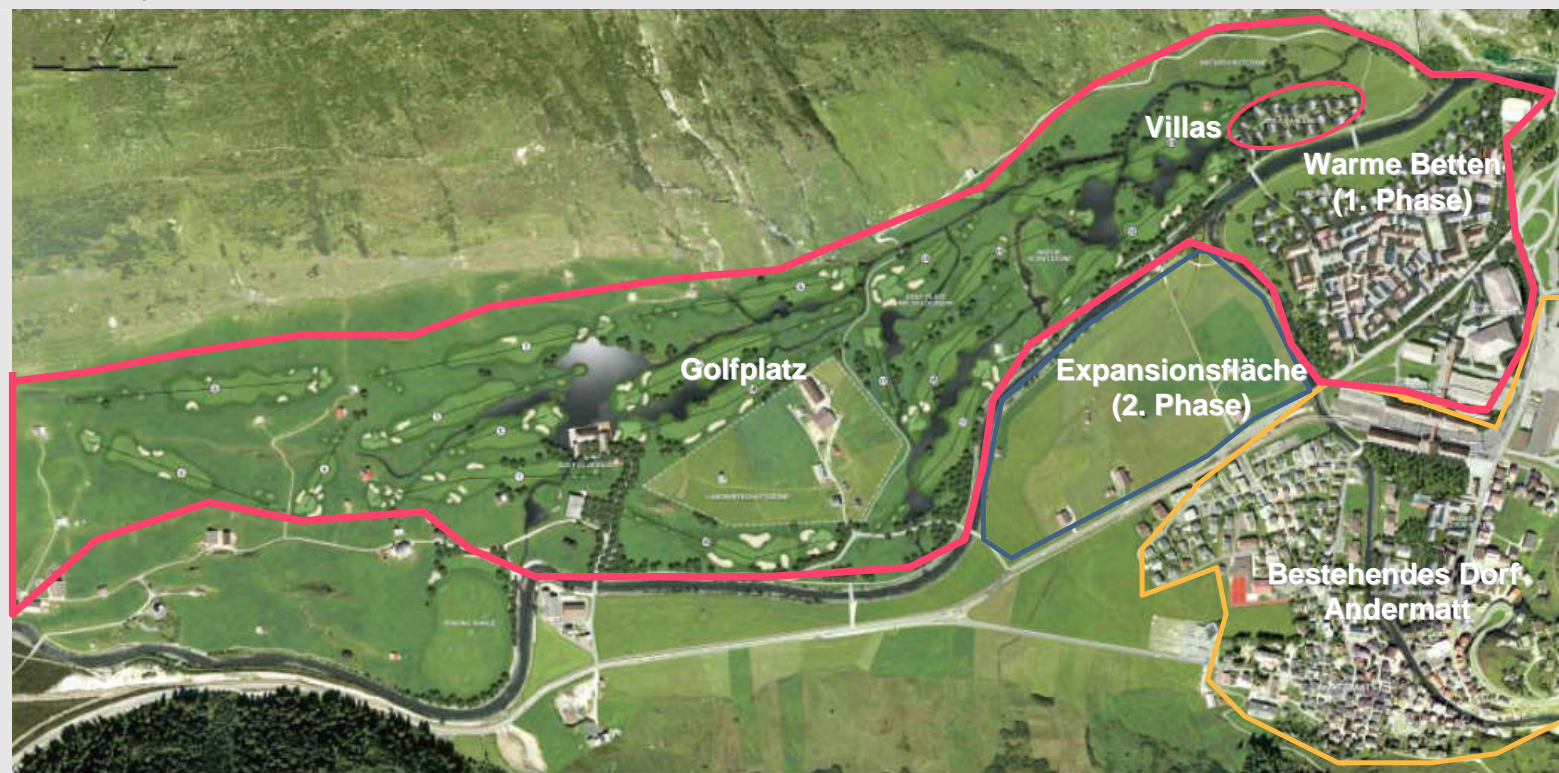 Villas
Warme Betten
(1. Phase)
Golfplatz
Expansionsfläche
(2. Phase)
Bestehendes Dorf
Andermatt